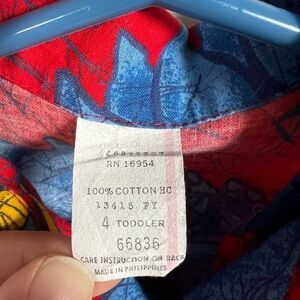 RN 16954
100% COTTON HC
13415 FY
4 TODDLER
66836
CARE INSTRUCTION ON BACK
MADE IN PHILIPPINES